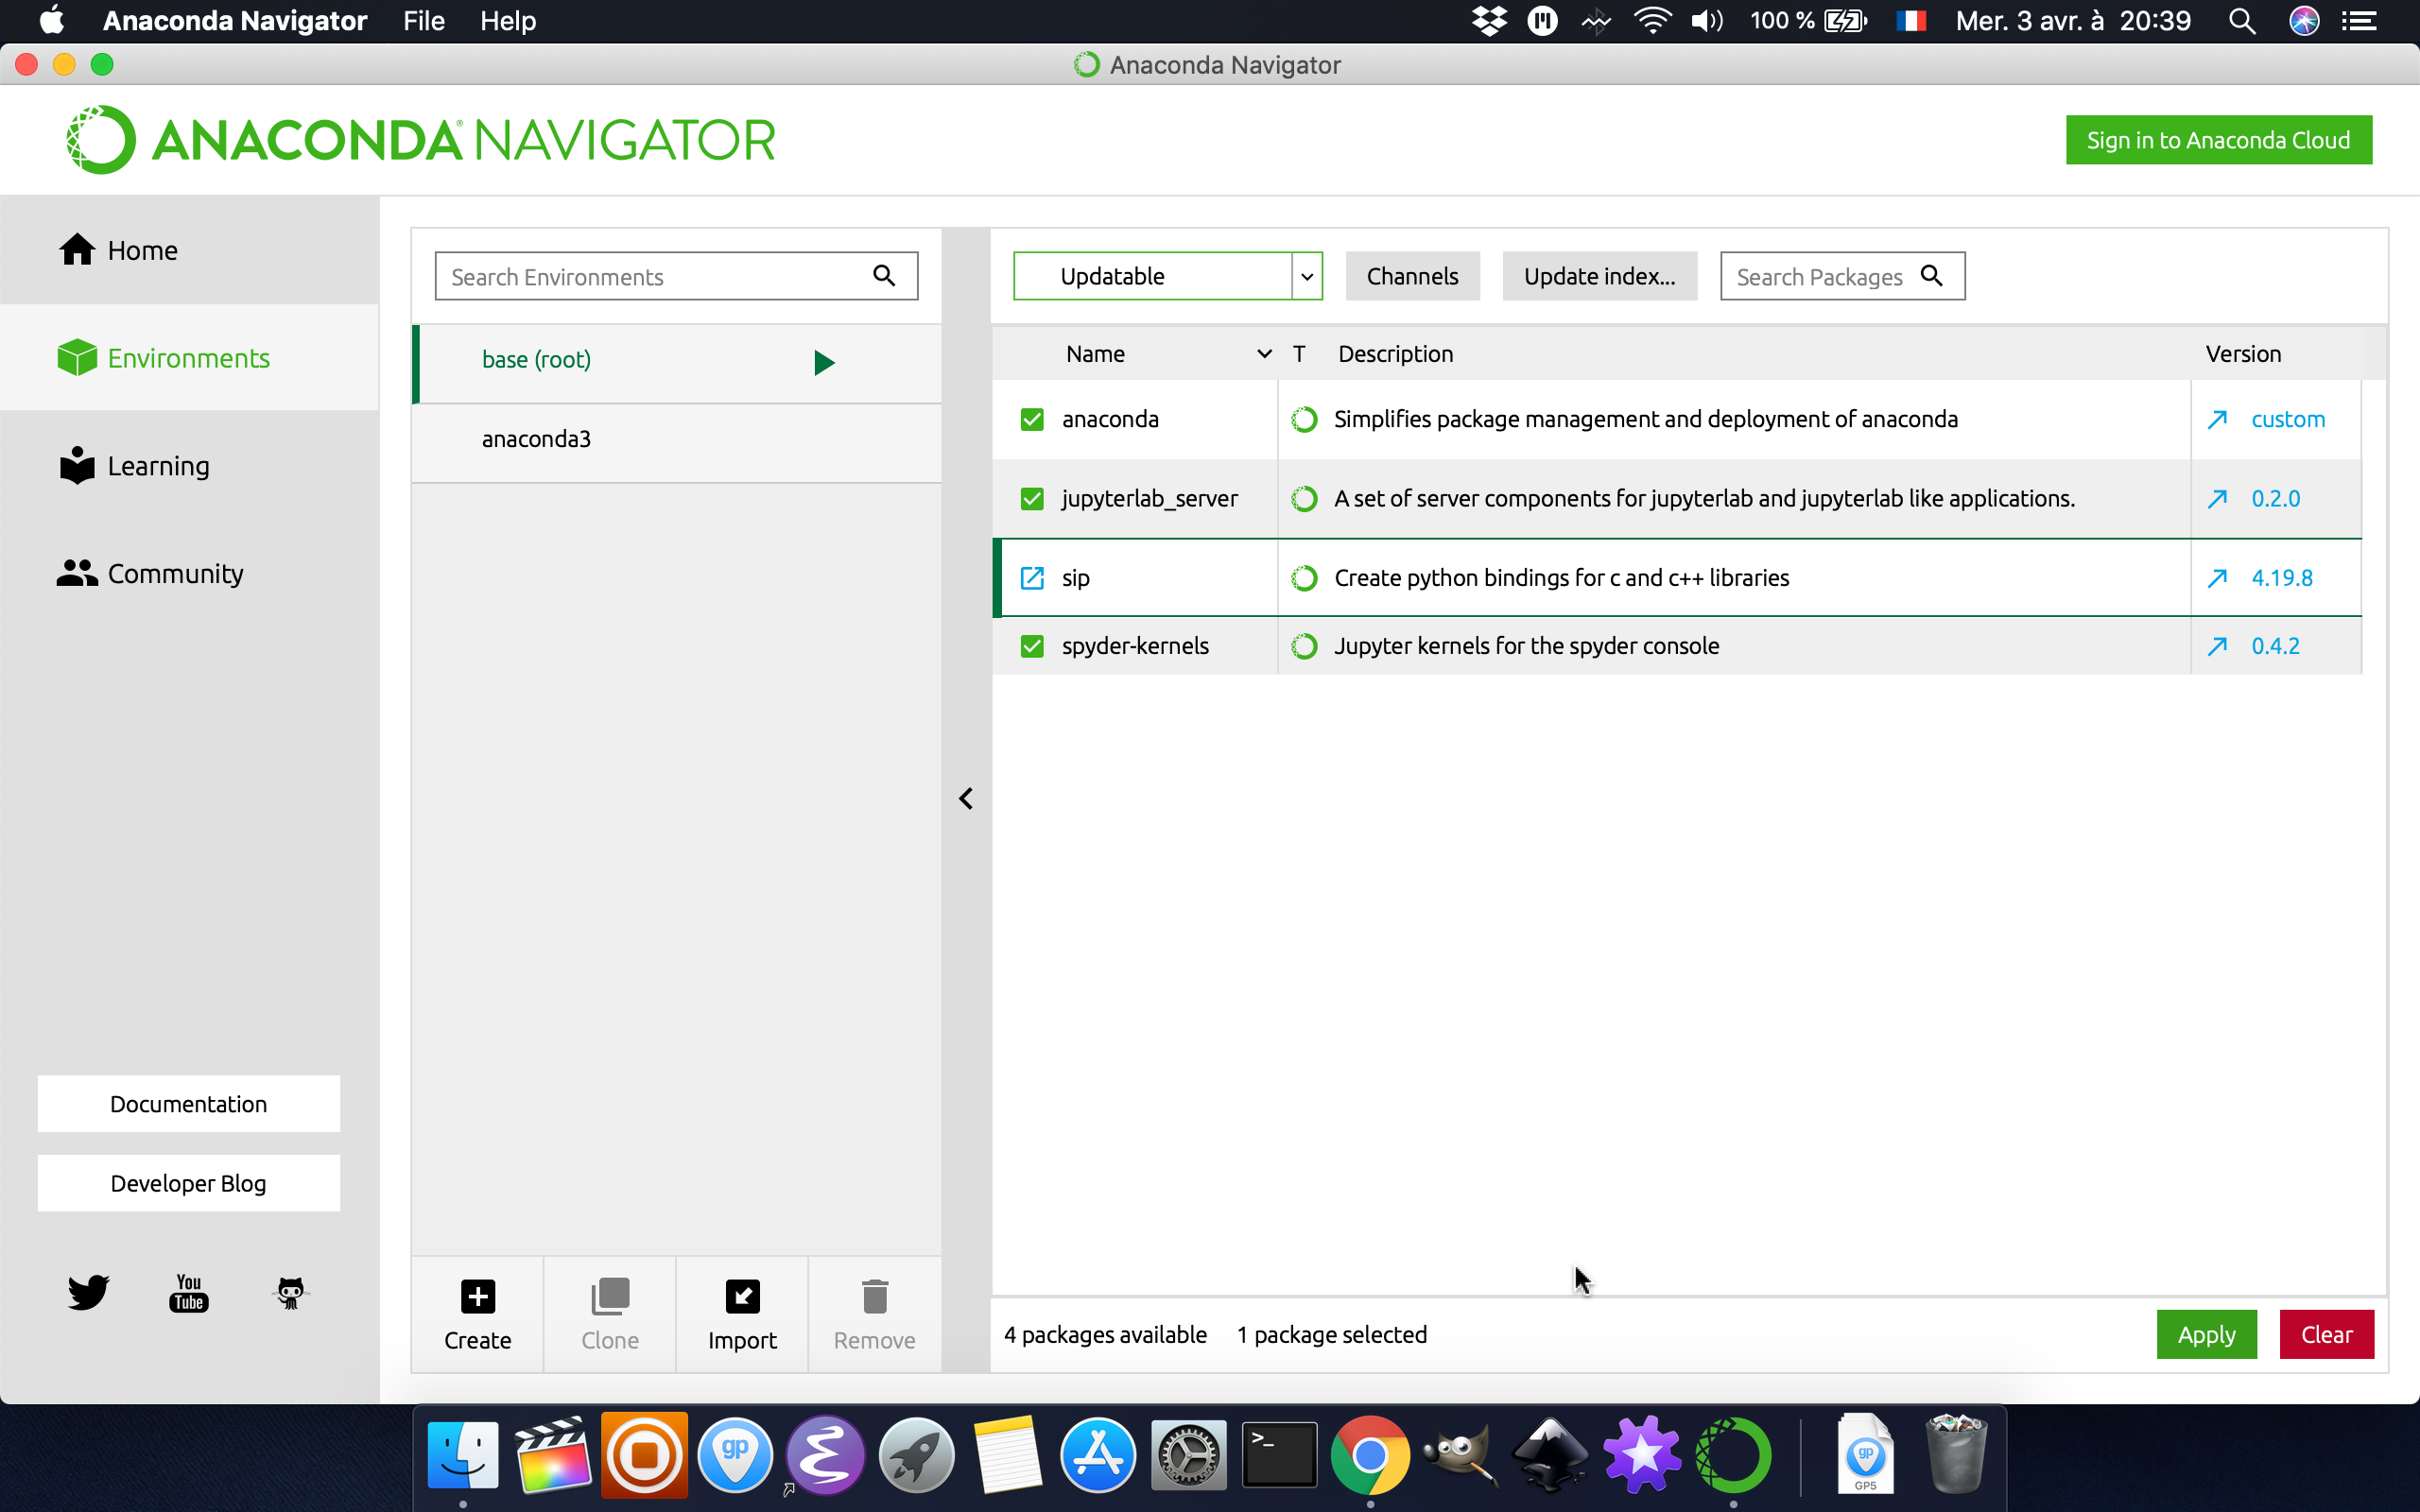 Anaconda Navigator File Help 100 % Mer. 3 avr. à 20:39
Anaconda Navigator
ANACONDA® NAVIGATOR
Sign in to Anaconda Cloud
Home
Environments
Learning
Community
Documentation
Developer Blog
You
Tube
Search Environments
base (root)
anaconda3
Create
Clone
Import
Remove
Updatable
Channels
Update index...
Search Packages
Name T Description Version
anaconda Simplifies package management and deployment of anaconda custom
jupyterlab_server A set of server components for jupyterlab and jupyterlab like applications. 0.2.0
sip Create python bindings for c and c++ libraries 4.19.8
spyder-kernels Jupyter kernels for the spyder console 0.4.2
4 packages available 1 package selected
Apply
Clear
gp
>_
gp
GP5